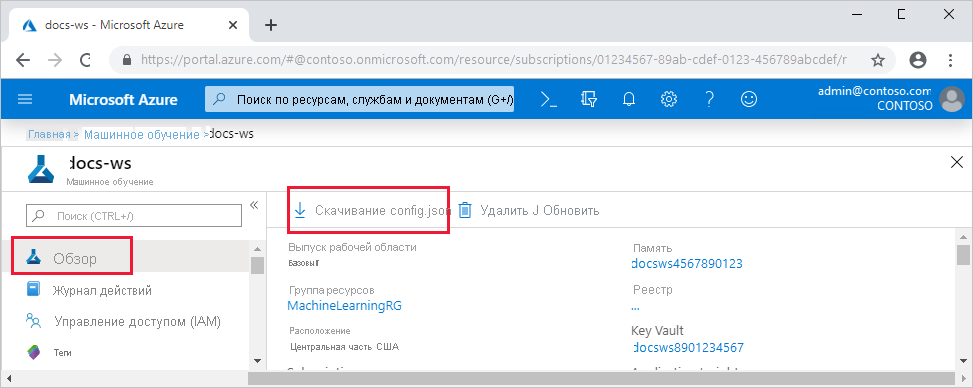 docs-ws - Microsoft Azure
https://portal.azure.com/#@contoso.onmicrosoft.com/resource/subscriptions/01234567-89ab-cdef-0123-456789abcdef/r
Microsoft Azure Поиск по ресурсам, службам и документам (G+/) admin@contoso.com
CONTOSO
Главная > Машинное обучение > docs-ws
docs-ws
Машинное обучение
Поиск (CTRL+/)
Скачивание config.json Удалить J Обновить
Обзор
Журнал действий
Управление доступом (IAM)
Теги
Выпуск рабочей области
Базовый
Группа ресурсов
MachineLearningRG
Расположение
Центральная часть США
Память
docsws4567890123
Реестр
...
Key Vault
docsws8901234567